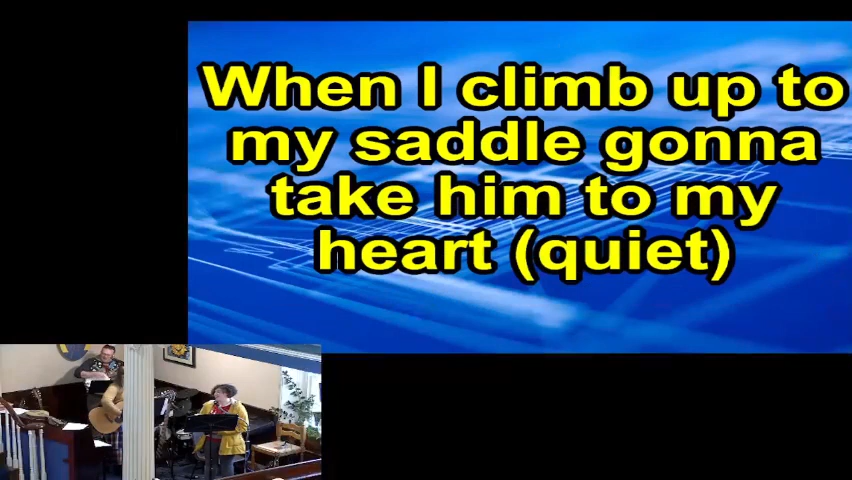 When I climb up to
my saddle gonna
take him to my
heart (quiet)